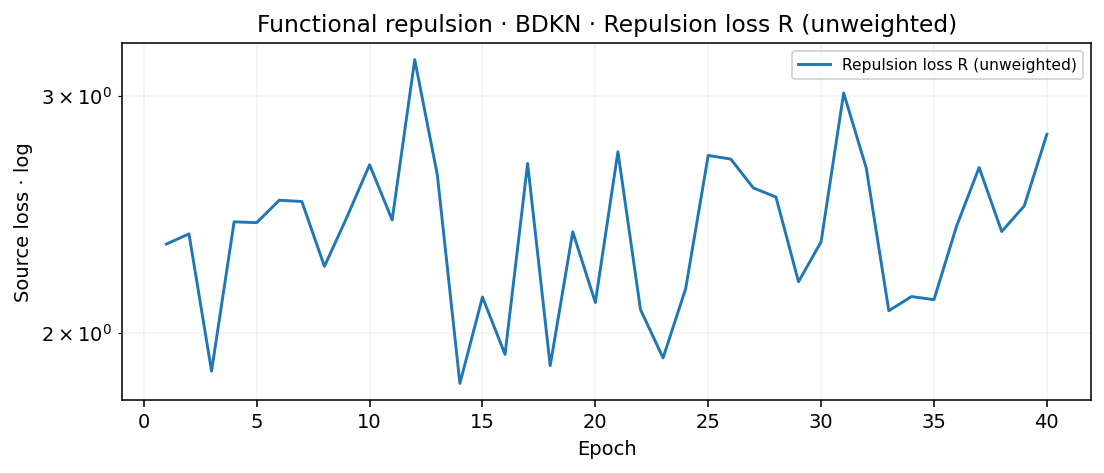 Functional repulsion · BDKN · Repulsion loss R (unweighted)
Repulsion loss R (unweighted)
3 × 10⁰
2 × 10⁰
Source loss · log
0 5 10 15 20 25 30 35 40
Epoch